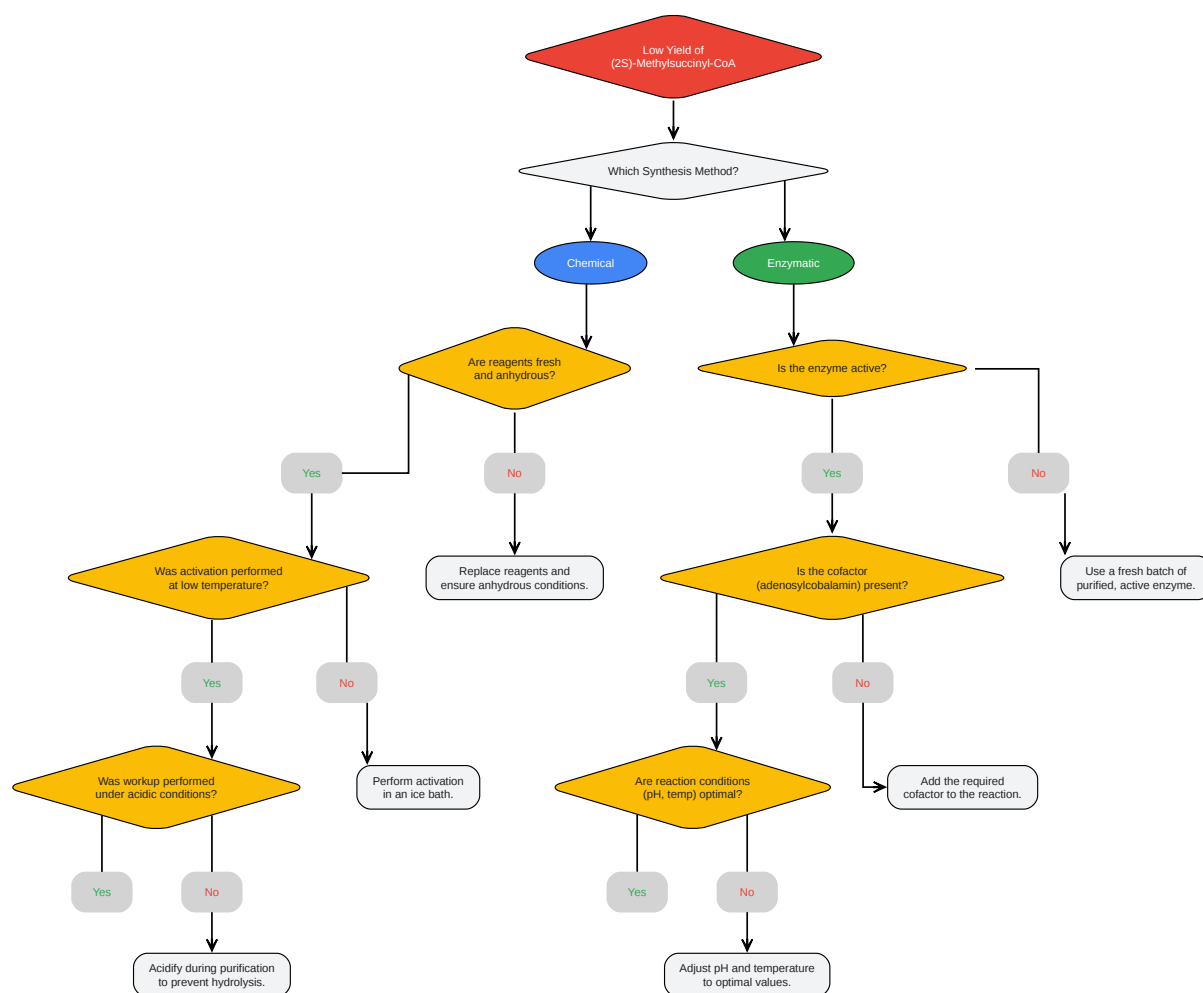 Low Yield of
(2S)-Methylsuccinyl-CoA
Which Synthesis Method?
Chemical
Enzymatic
Are reagents fresh
and anhydrous?
Is the enzyme active?
Yes
No
Yes
No
Was activation performed
at low temperature?
Replace reagents and
ensure anhydrous conditions.
Is the cofactor
(adenosylcobalamin) present?
Use a fresh batch of
purified, active enzyme.
Yes
No
Yes
No
Was workup performed
under acidic conditions?
Perform activation
in an ice bath.
Are reaction conditions
(pH, temp) optimal?
Add the required
cofactor to the reaction.
Yes
No
Yes
No
Acidify during purification
to prevent hydrolysis.
Adjust pH and temperature
to optimal values.